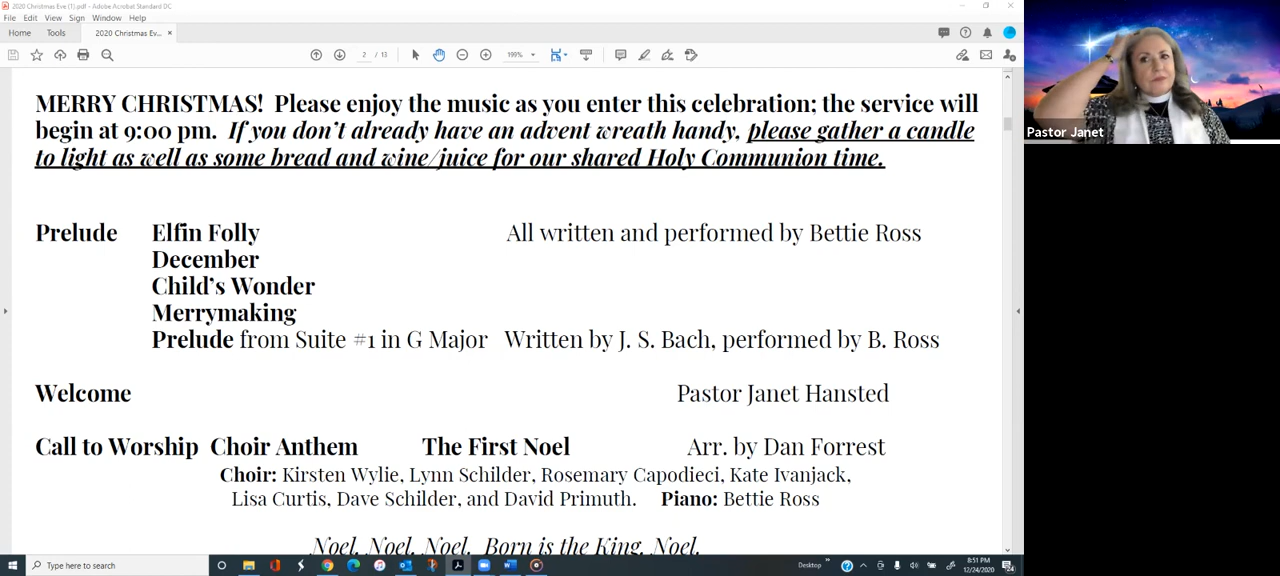 2020 Christmas Eve (1).pdf - Adobe Acrobat Standard DC
File Edit View Sign Window Help
Home Tools 2020 Christmas Ev... ×
2 / 13 199%
MERRY CHRISTMAS! Please enjoy the music as you enter this celebration; the service will
begin at 9:00 pm. If you don't already have an advent wreath handy, please gather a candle
to light as well as some bread and wine/juice for our shared Holy Communion time.
Prelude Elfin Folly All written and performed by Bettie Ross
December
Child's Wonder
Merrymaking
Prelude from Suite #1 in G Major Written by J. S. Bach, performed by B. Ross
Welcome Pastor Janet Hansted
Call to Worship Choir Anthem The First Noel Arr. by Dan Forrest
Choir: Kirsten Wylie, Lynn Schilder, Rosemary Capodieci, Kate Ivanjack,
Lisa Curtis, Dave Schilder, and David Primuth. Piano: Bettie Ross
Noel, Noel, Noel, Born is the King, Noel.
Pastor Janet
Type here to search
Desktop
8:51 PM
12/24/2020
24